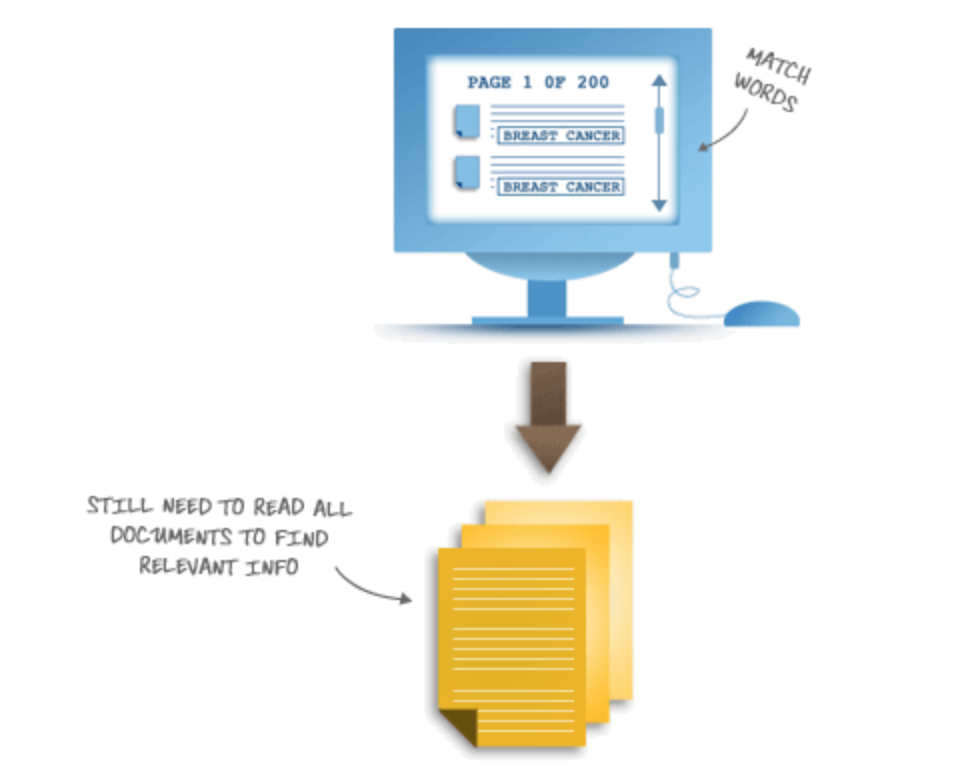 PAGE 1 OF 200
BREAST CANCER
BREAST CANCER
MATCH
WORDS
STILL NEED TO READ ALL
DOCUMENTS TO FIND
RELEVANT INFO